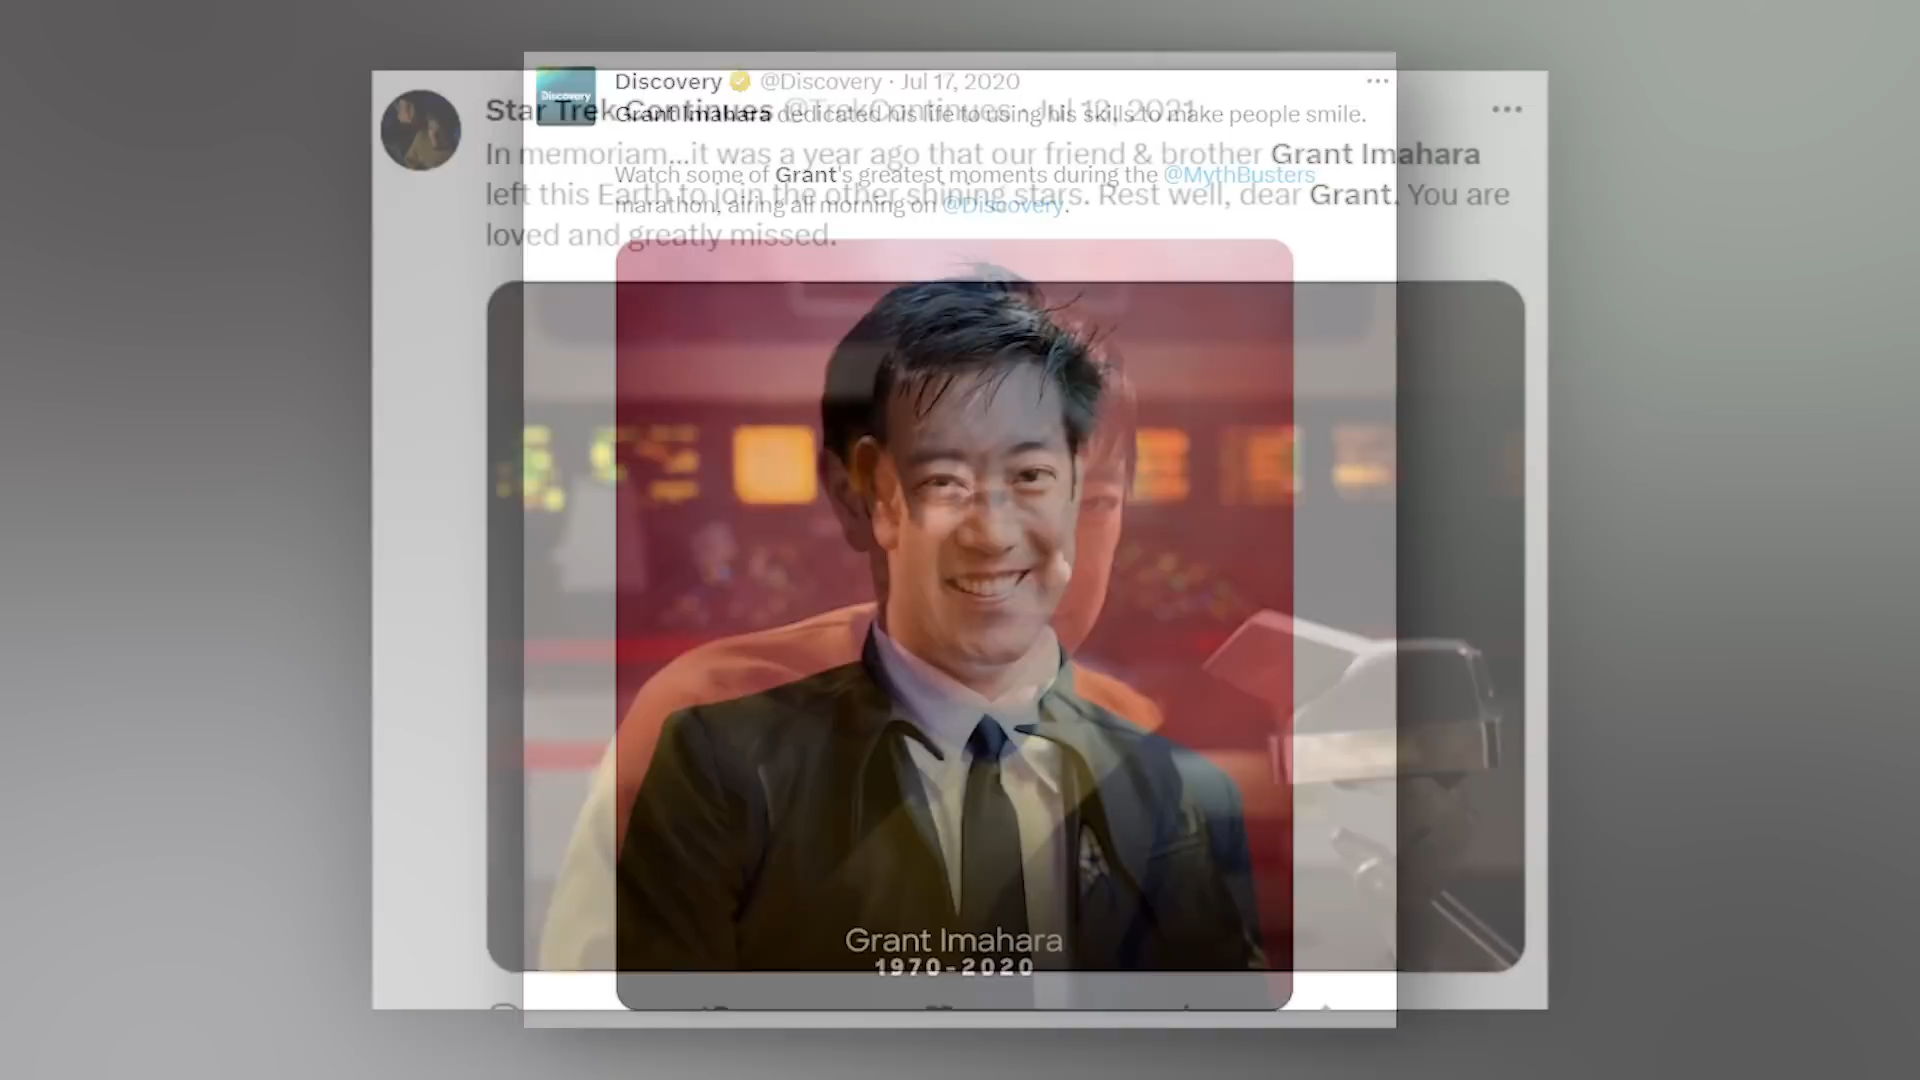 Discovery @Discovery · Jul 17, 2020
Discovery
Grant Imahara dedicated his life to using his skills to make people smile.
Watch some of Grant's greatest moments during the @MythBusters
marathon, airing all morning on @Discovery.
Star Trek Continues @TrekContinues · Jul 13, 2021
In memoriam...it was a year ago that our friend & brother Grant Imahara
left this Earth to join the other shining stars. Rest well, dear Grant. You are
loved and greatly missed.
Grant Imahara
1970-2020